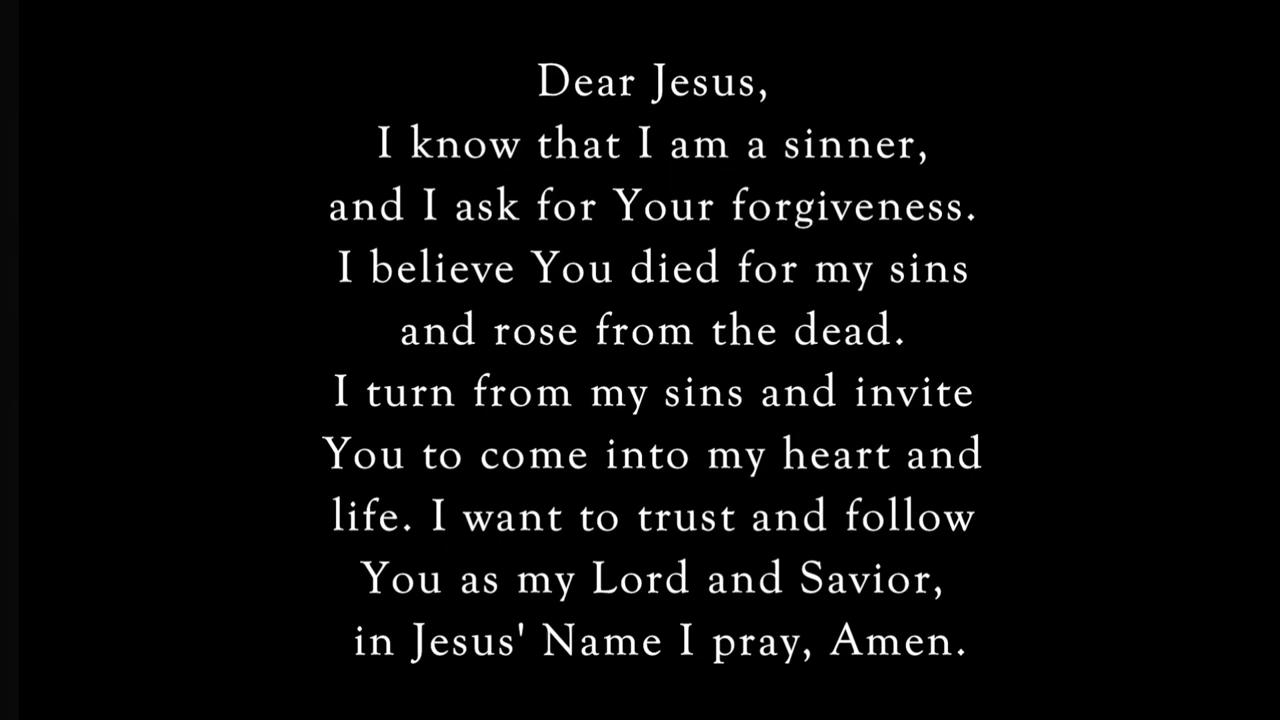 Dear Jesus,
I know that I am a sinner,
and I ask for Your forgiveness.
I believe You died for my sins
and rose from the dead.
I turn from my sins and invite
You to come into my heart and
life. I want to trust and follow
You as my Lord and Savior,
in Jesus' Name I pray, Amen.